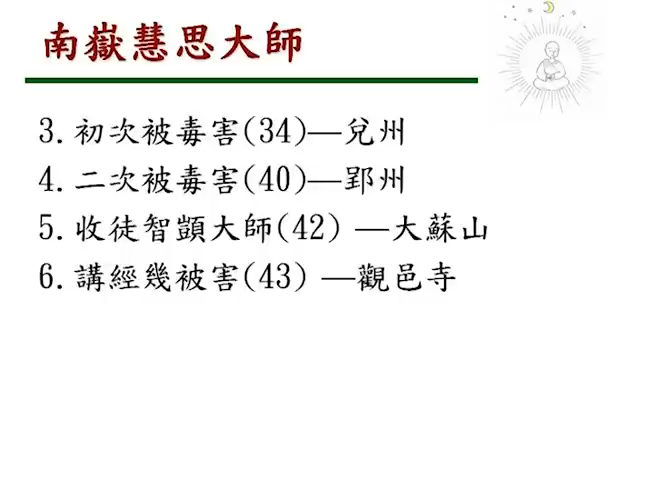 南嶽慧思大師
3. 初次被毒害(34)—兌州
4. 二次被毒害(40)—郢州
5. 收徒智顗大師(42) —大蘇山
6. 講經幾被害(43) —觀邑寺